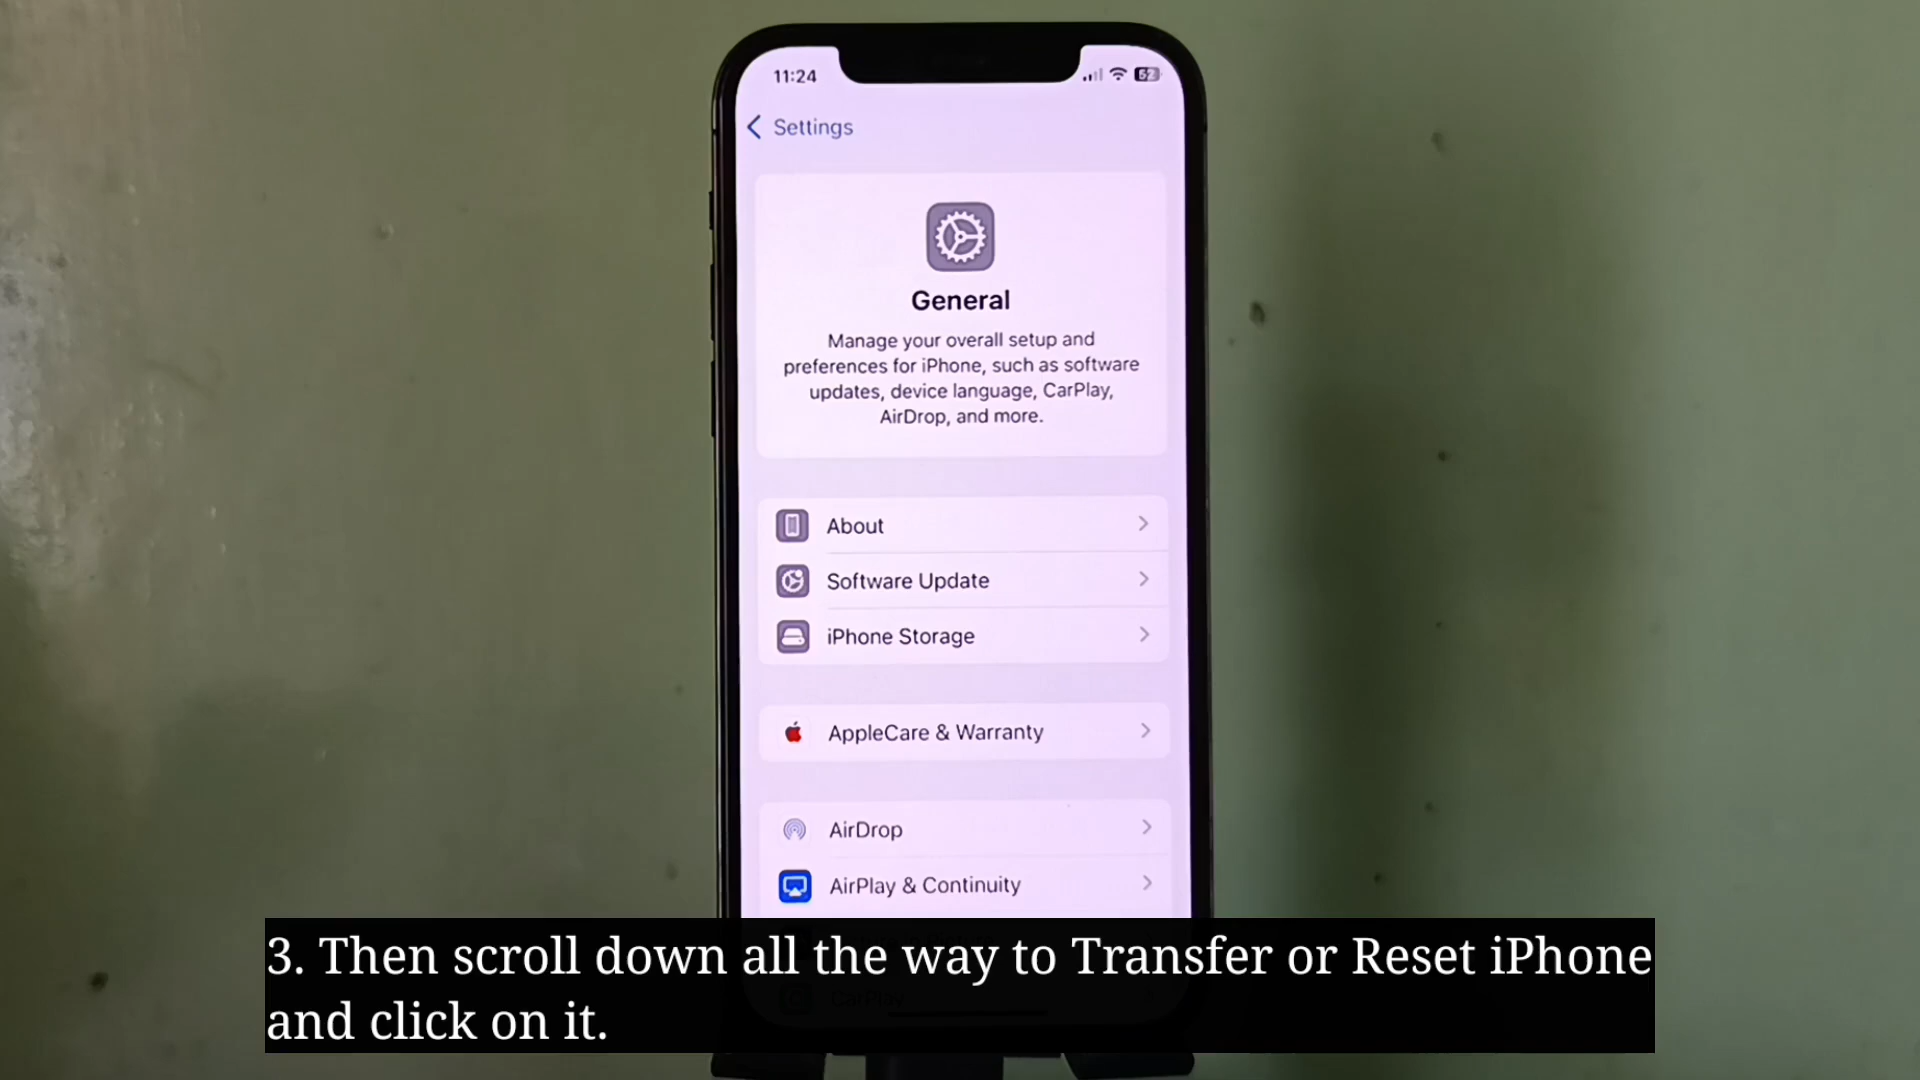 11:24
62
Settings
General
Manage your overall setup and
preferences for iPhone, such as software
updates, device language, CarPlay,
AirDrop, and more.
About
Software Update
iPhone Storage
AppleCare & Warranty
AirDrop
AirPlay & Continuity
CarPlay
3. Then scroll down all the way to Transfer or Reset iPhone
and click on it.